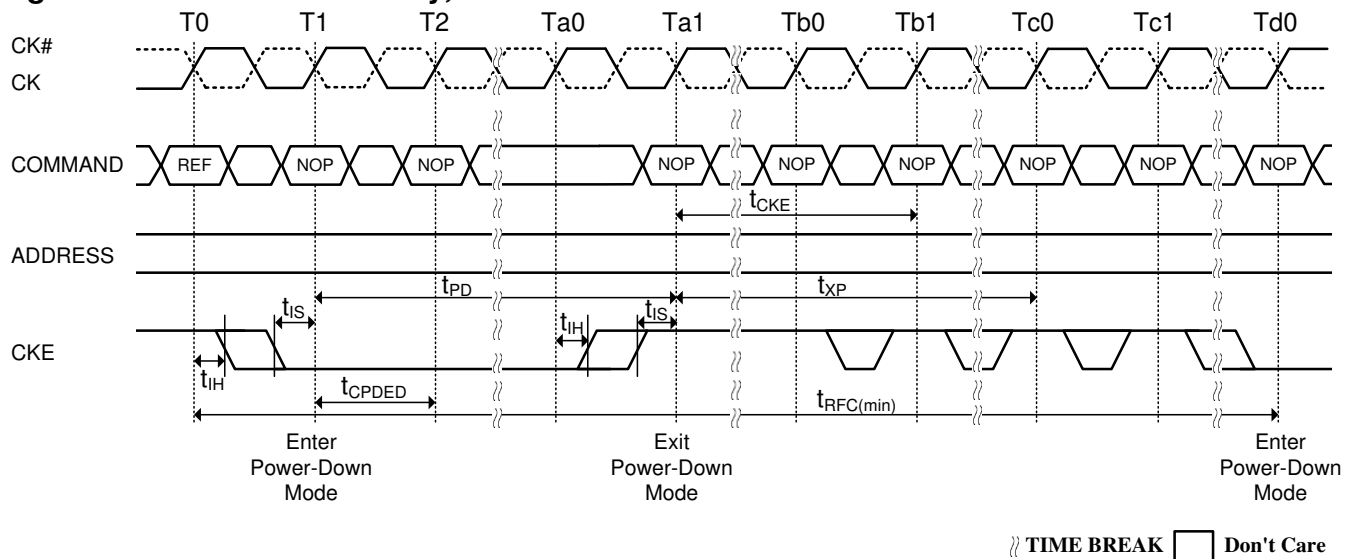 T0 T1 T2 Ta0 Ta1 Tb0 Tb1 Tc0 Tc1 Td0
CK#
CK
COMMAND REF NOP NOP NOP NOP NOP NOP NOP NOP
tCKE
ADDRESS
tPD tXP
tIS tIH tIS
CKE
tIH
tCPDED
tRFC(min)
Enter Power-Down Mode
Exit Power-Down Mode
Enter Power-Down Mode
TIME BREAK Don't Care